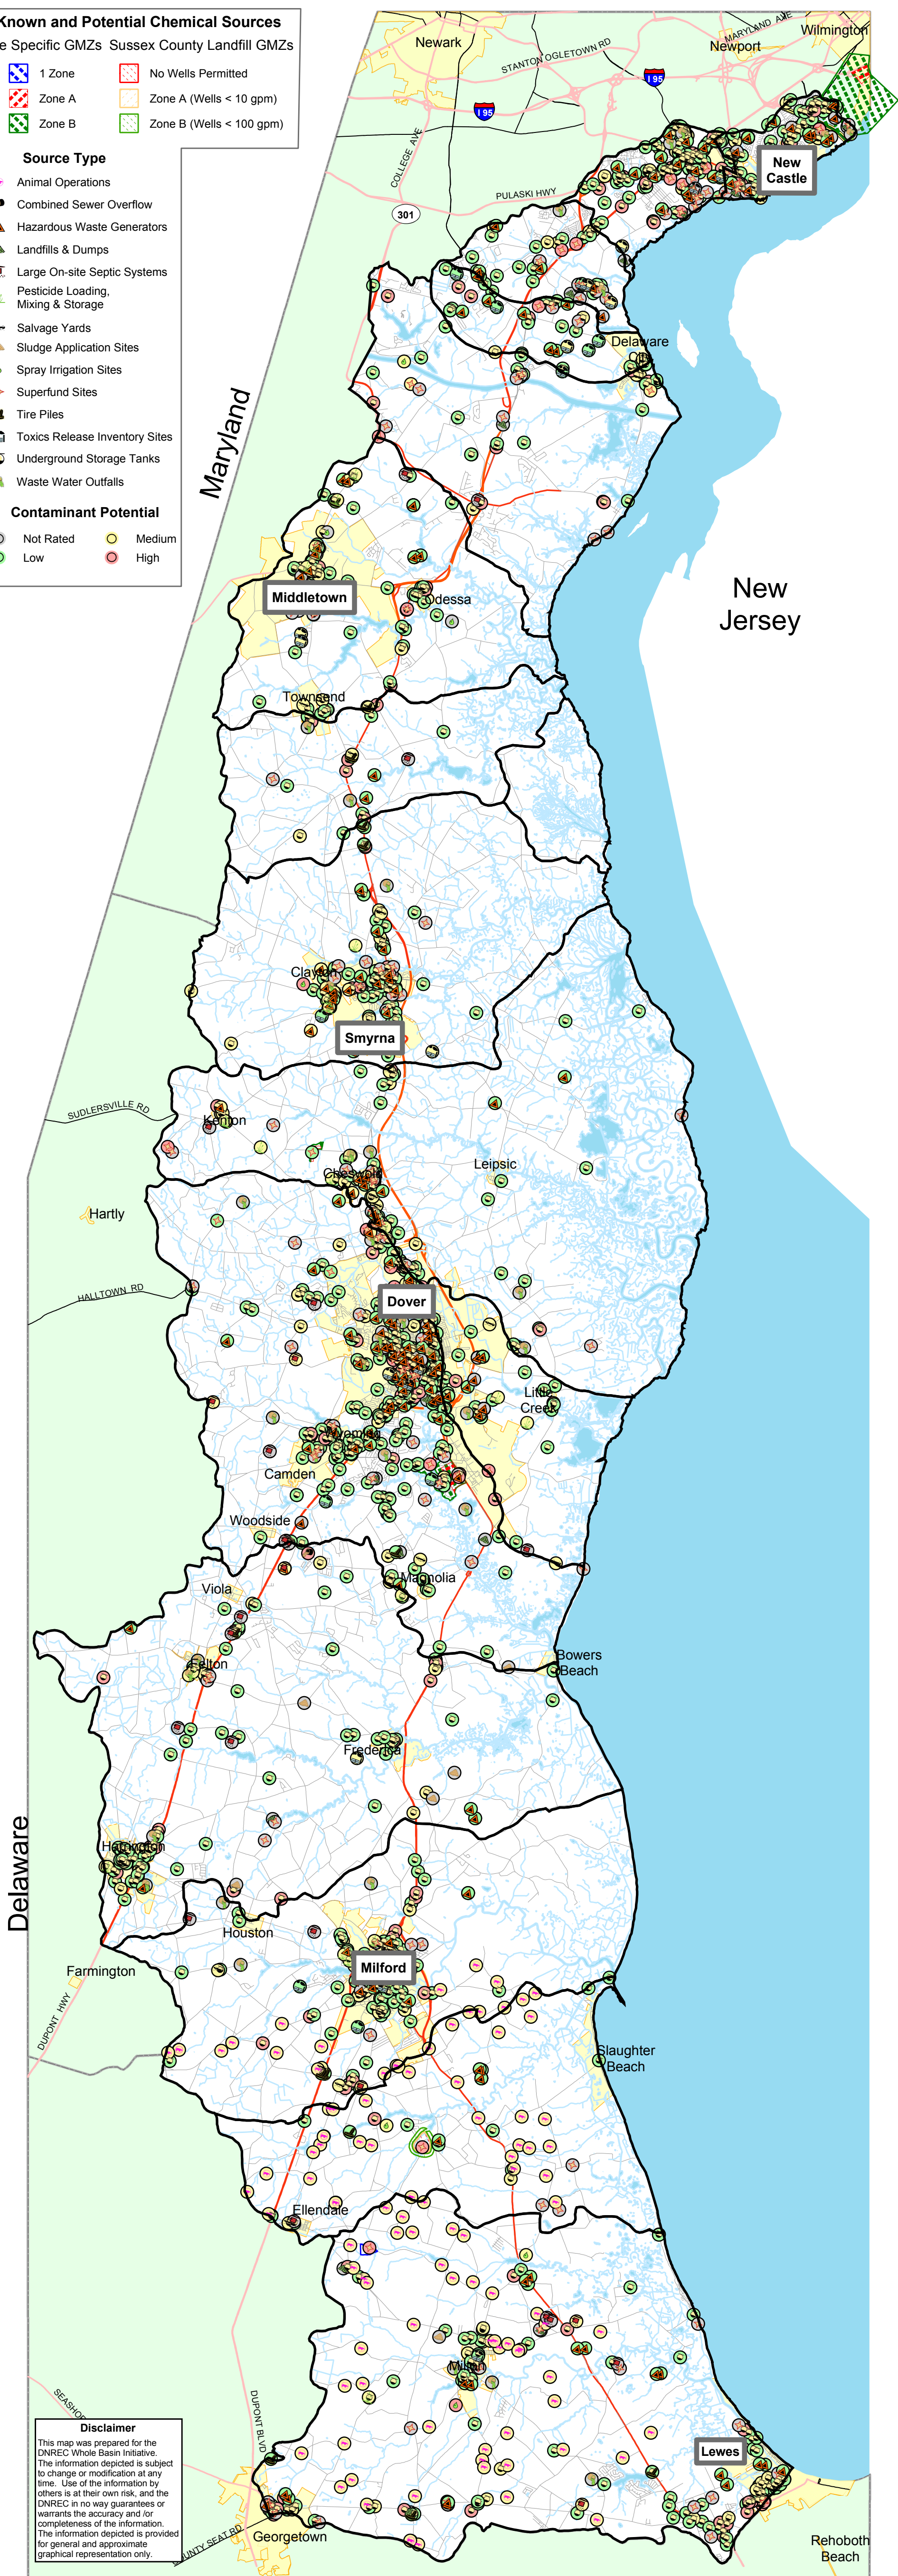 Known and Potential Chemical Sources
e Specific GMZs Sussex County Landfill GMZs
1 Zone
No Wells Permitted
Zone A
Zone A (Wells < 10 gpm)
Zone B
Zone B (Wells < 100 gpm)
Source Type
Animal Operations
Combined Sewer Overflow
Hazardous Waste Generators
Landfills & Dumps
Large On-site Septic Systems
Pesticide Loading,
Mixing & Storage
Salvage Yards
Sludge Application Sites
Spray Irrigation Sites
Superfund Sites
Tire Piles
Toxics Release Inventory Sites
Underground Storage Tanks
Waste Water Outfalls
Contaminant Potential
Not Rated
Medium
Low
High
Newark
STANTON OGLETOWN RD
MARYLAND AVE
Newport
Wilmington
I 95
I 95
COLLEGE AVE
New
Castle
PULASKI HWY
301
Delaware
City
Maryland
New
Jersey
Middletown
Odessa
Townsend
Clayton
Smyrna
SUDLERSVILLE RD
Kenton
Leipsic
Cheswold
Hartly
HALLTOWN RD
Dover
Little
Creek
Wyoming
Camden
Woodside
Magnolia
Viola
Felton
Bowers
Beach
Frederica
Harrington
Delaware
Houston
Milford
Farmington
DUPONT HWY
Slaughter
Beach
Ellendale
Milton
SEASHOR
DUPONT BLVD
Lewes
Georgetown
COUNTY SEAT RD
Rehoboth
Beach
Disclaimer
This map was prepared for the
DNREC Whole Basin Initiative.
The information depicted is subject
to change or modification at any
time. Use of the information by
others is at their own risk, and the
DNREC in no way guarantees or
warrants the accuracy and /or
completeness of the information.
The information depicted is provided
for general and approximate
graphical representation only.